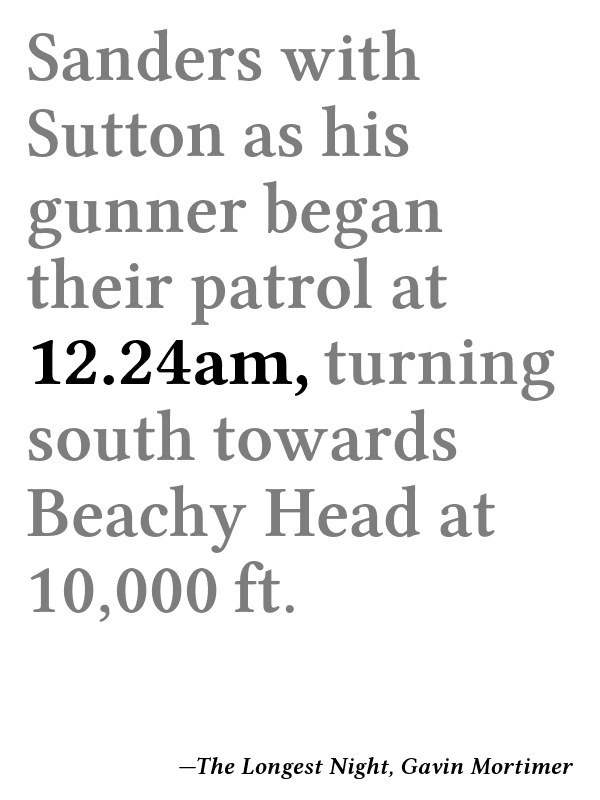 Sanders with
Sutton as his
gunner began
their patrol at
12.24am, turning
south towards
Beachy Head at
10,000 ft.
—The Longest Night, Gavin Mortimer